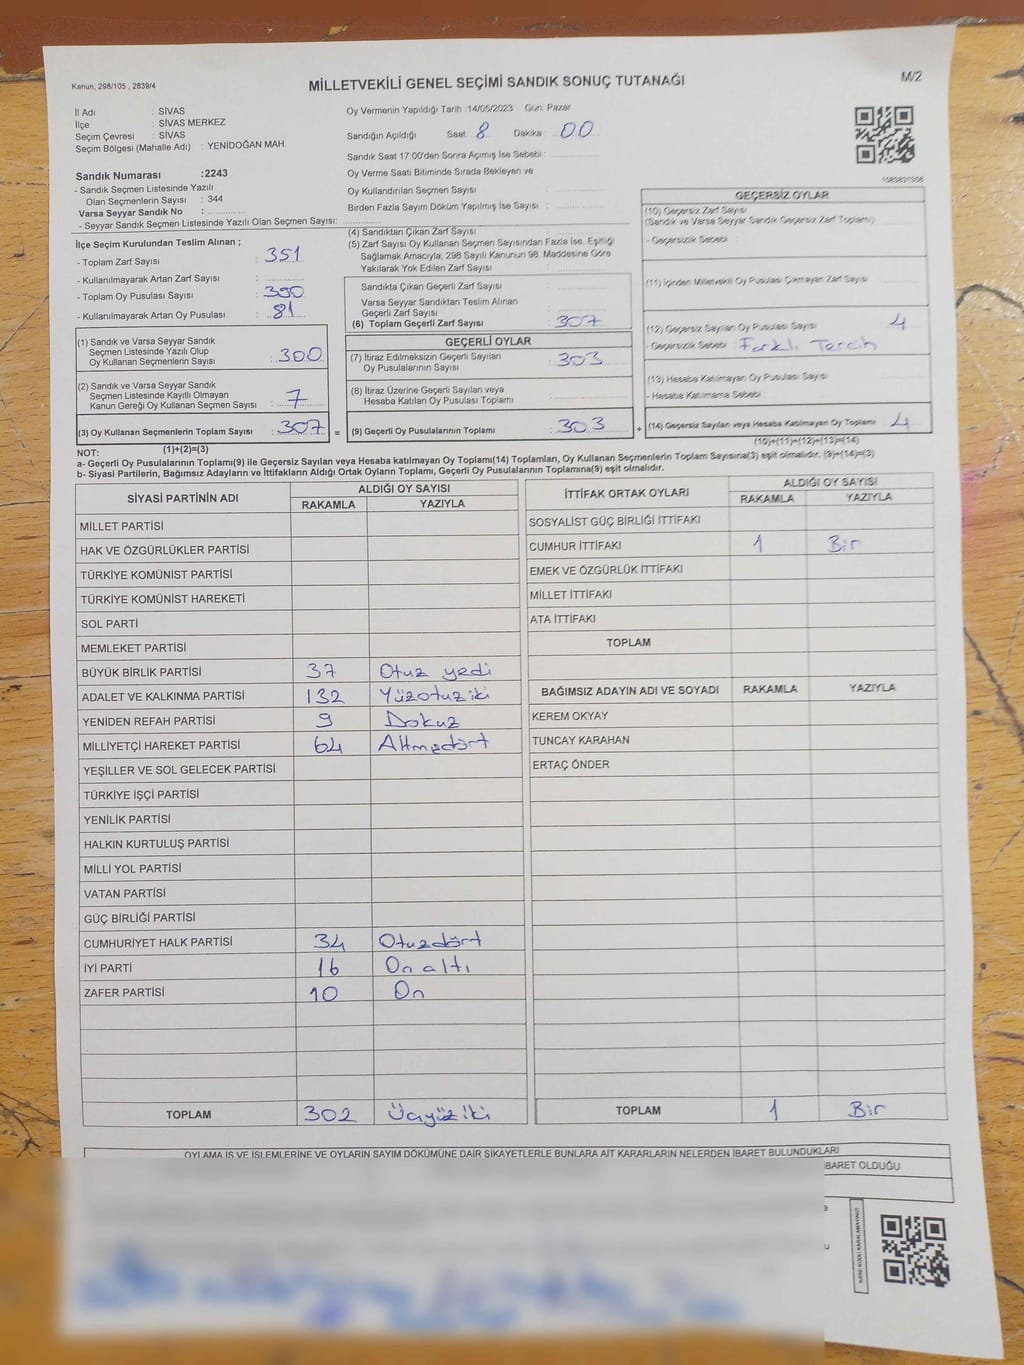 Kanun; 298/105 , 2839/4
MİLLETVEKİLİ GENEL SEÇİMİ SANDIK SONUÇ TUTANAĞI
M/2
İl Adı : SİVAS
İlçe : SİVAS MERKEZ
Seçim Çevresi : SİVAS
Seçim Bölgesi (Mahalle Adı) : YENİDOĞAN MAH.
Sandık Numarası :2243
- Sandık Seçmen Listesinde Yazılı
Olan Seçmenlerin Sayısı : 344
Varsa Seyyar Sandık No :
- Seyyar Sandık Seçmen Listesinde Yazılı Olan Seçmen Sayısı:
Oy Vermenin Yapıldığı Tarih :14/05/2023 Gün: Pazar
Sandığın Açıldığı Saat: 8 Dakika : 00
Sandık Saat 17:00'den Sonra Açmış İse Sebebi :
Oy Verme Saati Bitiminde Sırada Bekleyen ve
Oy Kullandırılan Seçmen Sayısı :
Birden Fazla Sayım Döküm Yapılmış İse Sayısı :
İlçe Seçim Kurulundan Teslim Alınan ;
- Toplam Zarf Sayısı : 351
- Kullanılmayarak Artan Zarf Sayısı :
- Toplam Oy Pusulası Sayısı : 390
- Kullanılmayarak Artan Oy Pusulası : 81
(1) Sandık ve Varsa Seyyar Sandık
Seçmen Listesinde Yazılı Olup
Oy Kullanan Seçmenlerin Sayısı : 300
(2) Sandık ve Varsa Seyyar Sandık
Seçmen Listesinde Kayıtlı Olmayan
Kanun Gereği Oy Kullanan Seçmen Sayısı : 7
(3) Oy Kullanan Seçmenlerin Toplam Sayısı : 307
(1)+(2)=(3)
(4) Sandıktan Çıkan Zarf Sayısı :
(5) Zarf Sayısı Oy Kullanan Seçmen Sayısından Fazla İse, Eşitliği
Sağlamak Amacıyla; 298 Sayılı Kanunun 98. Maddesine Göre
Yakılarak Yok Edilen Zarf Sayısı :
Sandıkta Çıkan Geçerli Zarf Sayısı :
Varsa Seyyar Sandıktan Teslim Alınan
Geçerli Zarf Sayısı :
(6) Toplam Geçerli Zarf Sayısı : 307
GEÇERLİ OYLAR
(7) İtiraz Edilmeksizin Geçerli Sayılan
Oy Pusulalarının Sayısı : 303
(8) İtiraz Üzerine Geçerli Sayılan veya
Hesaba Katılan Oy Pusulası Toplamı :
= (9) Geçerli Oy Pusulalarının Toplamı : 303 +
GEÇERSİZ OYLAR
(10) Geçersiz Zarf Sayısı
(Sandık ve Varsa Seyyar Sandık Geçersiz Zarf Toplamı) :
- Geçersizlik Sebebi :
(11) İçinden Milletvekili Oy Pusulası Çıkmayan Zarf Sayısı :
(12) Geçersiz Sayılan Oy Pusulası Sayısı : 4
- Geçersizlik Sebebi : Farklı Tercih
(13) Hesaba Katılmayan Oy Pusulası Sayısı :
- Hesaba Katılmama Sebebi :
(14) Geçersiz Sayılan veya Hesaba Katılmayan Oy Toplamı : 4
(10)+(11)+(12)+(13)=(14)
NOT:
a- Geçerli Oy Pusulalarının Toplamı(9) ile Geçersiz Sayılan veya Hesaba katılmayan Oy Toplamı(14) Toplamları, Oy Kullanan Seçmenlerin Toplam Sayısına(3) eşit olmalıdır. (9)+(14)=(3)
b- Siyasi Partilerin, Bağımsız Adayların ve İttifakların Aldığı Ortak Oyların Toplamı, Geçerli Oy Pusulalarının Toplamına(9) eşit olmalıdır.
SİYASİ PARTİNİN ADI ALDIĞI OY SAYISI
RAKAMLA YAZIYLA
MİLLET PARTİSİ
HAK VE ÖZGÜRLÜKLER PARTİSİ
TÜRKİYE KOMÜNİST PARTİSİ
TÜRKİYE KOMÜNİST HAREKETİ
SOL PARTİ
MEMLEKET PARTİSİ
BÜYÜK BİRLİK PARTİSİ 37 Otuz yedi
ADALET VE KALKINMA PARTİSİ 132 Yüzotuziki
YENİDEN REFAH PARTİSİ 9 Dokuz
MİLLİYETÇİ HAREKET PARTİSİ 64 Altmışdört
YEŞİLLER VE SOL GELECEK PARTİSİ
TÜRKİYE İŞÇİ PARTİSİ
YENİLİK PARTİSİ
HALKIN KURTULUŞ PARTİSİ
MİLLİ YOL PARTİSİ
VATAN PARTİSİ
GÜÇ BİRLİĞİ PARTİSİ
CUMHURİYET HALK PARTİSİ 34 Otuzdört
İYİ PARTİ 16 On altı
ZAFER PARTİSİ 10 On
TOPLAM 302 Üçyüziki
İTTİFAK ORTAK OYLARI ALDIĞI OY SAYISI
RAKAMLA YAZIYLA
SOSYALİST GÜÇ BİRLİĞİ İTTİFAKI
CUMHUR İTTİFAKI 1 Bir
EMEK VE ÖZGÜRLÜK İTTİFAKI
MİLLET İTTİFAKI
ATA İTTİFAKI
TOPLAM
BAĞIMSIZ ADAYIN ADI VE SOYADI RAKAMLA YAZIYLA
KEREM OKYAY
TUNCAY KARAHAN
ERTAÇ ÖNDER
TOPLAM 1 Bir
OYLAMA İŞ VE İŞLEMLERİNE VE OYLARIN SAYIM DÖKÜMÜNE DAİR ŞİKAYETLERLE BUNLARA AİT KARARLARIN NELERDEN İBARET BULUNDUKLARI
İBARET OLDUĞU